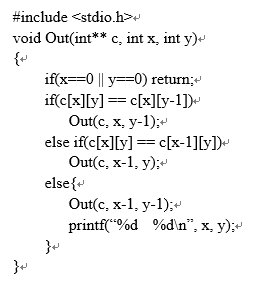 #include <stdio.h>
void Out(int** c, int x, int y)
{
if(x==0 || y==0) return;
if(c[x][y] == c[x][y-1])
Out(c, x, y-1);
else if(c[x][y] == c[x-1][y])
Out(c, x-1, y);
else{
Out(c, x-1, y-1);
printf(“%d %d\n”, x, y);
}
}